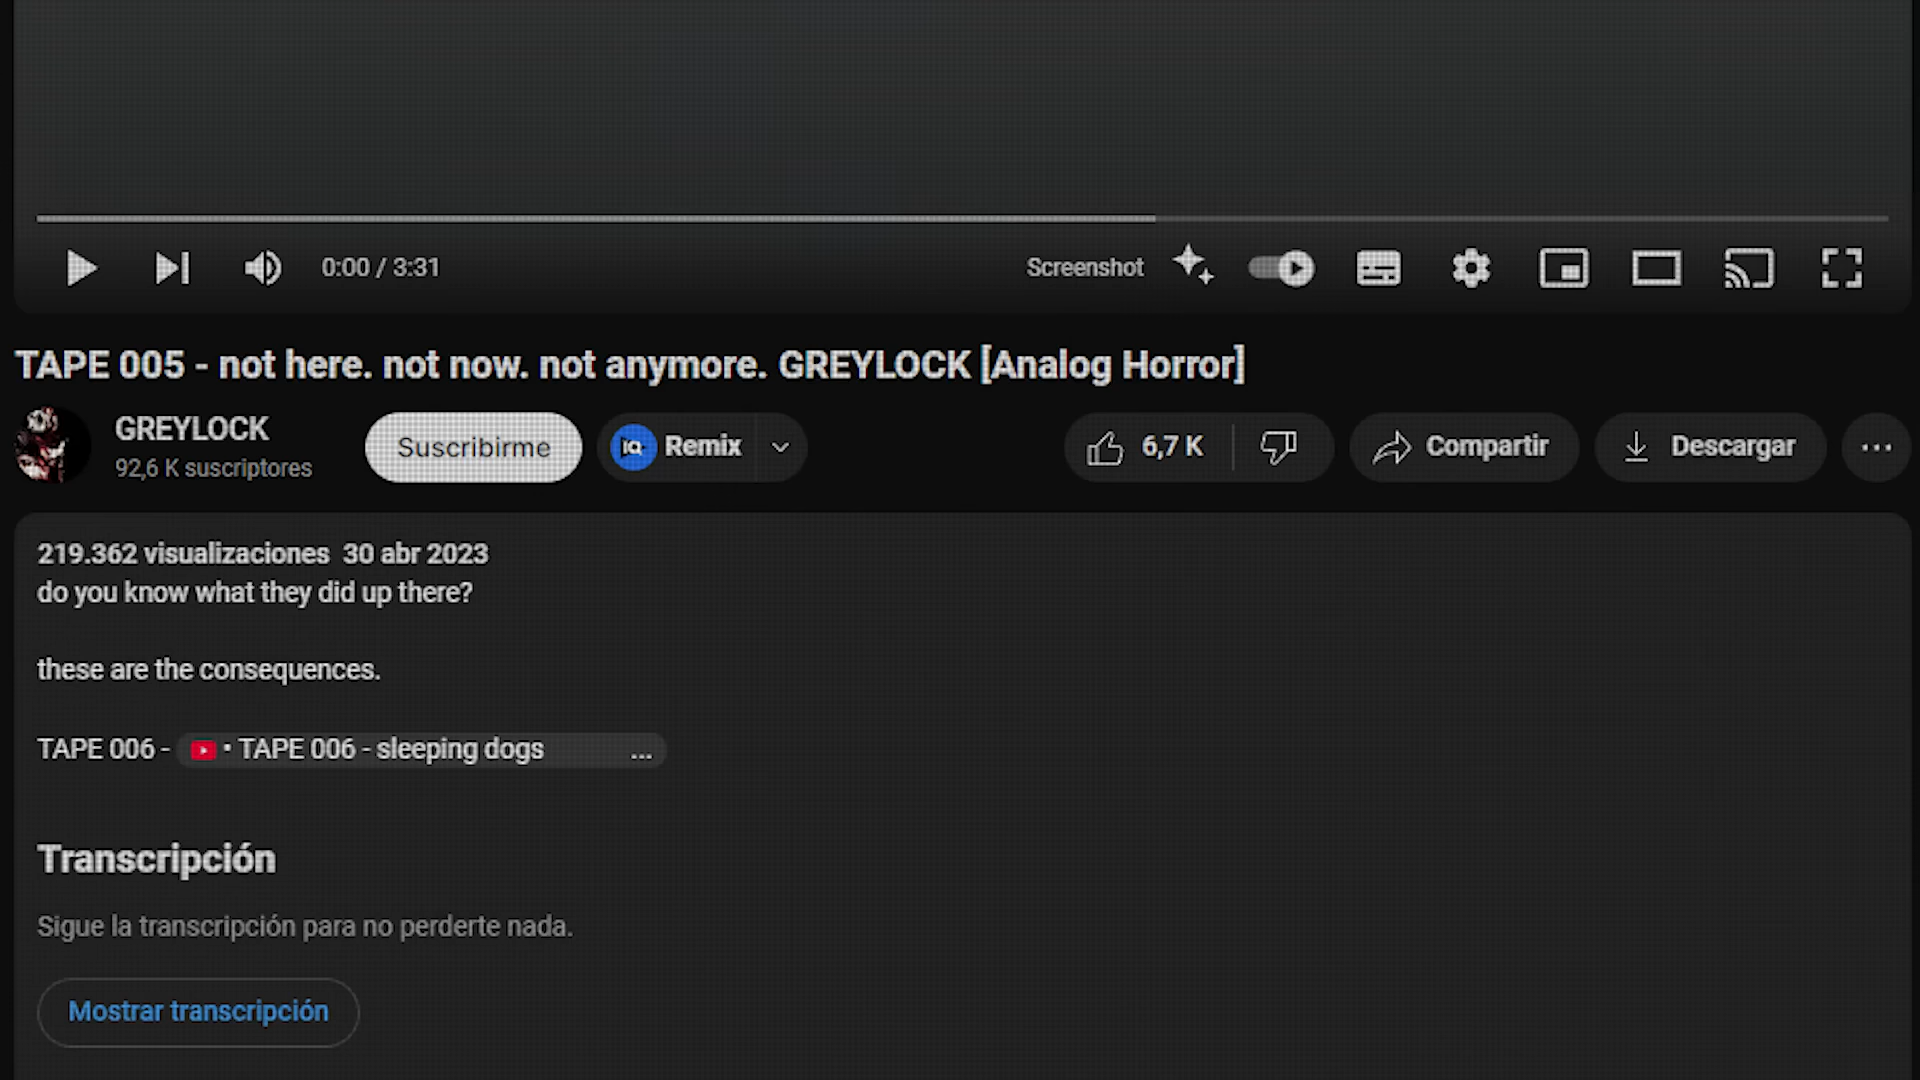 0:00 / 3:31
Screenshot
TAPE 005 - not here. not now. not anymore. GREYLOCK [Analog Horror]
GREYLOCK
92,6 K suscriptores
Suscribirme
IQ
Remix
6,7 K
Compartir
Descargar
219.362 visualizaciones 30 abr 2023
do you know what they did up there?
these are the consequences.
TAPE 006 - • TAPE 006 - sleeping dogs ...
Transcripción
Sigue la transcripción para no perderte nada.
Mostrar transcripción